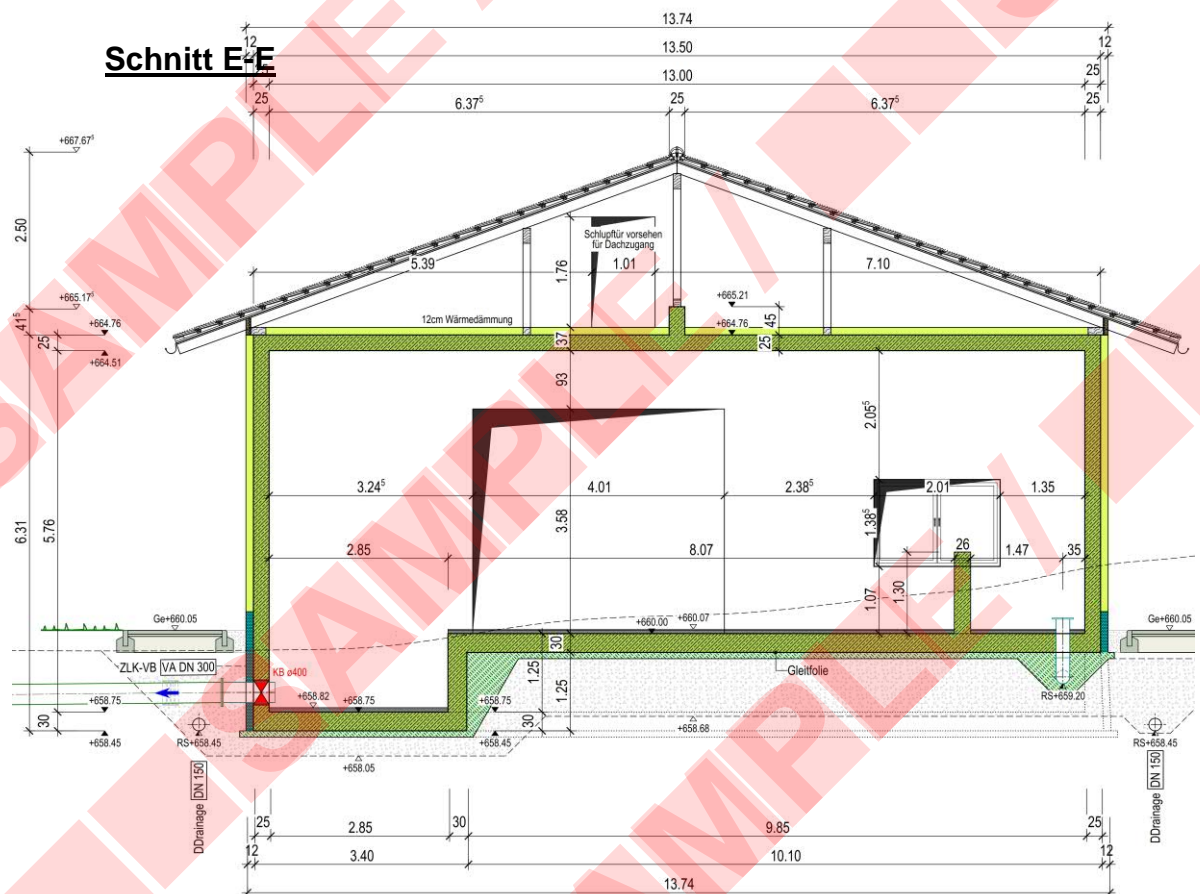 13.74
12 13.50 12
Schnitt E-E
25 13.00 25
25 6.37⁵ 25 6.37⁵ 25
+667.67⁵
2.50
Schlupftür vorsehen
für Dachzugang
5.39 1.76 1.01 7.10
+665.17⁵
+665.21
41⁵
12cm Wärmedämmung
+664.76 +664.76 45
25 37 25
+664.51
93
2.05⁵
3.24⁵ 4.01 2.38⁵ 2.01 1.35
6.31 5.76 3.58 1.38⁵
2.85 8.07 26 1.47 35
1.07 1.30
Ge+660.05 +660.00 +660.07 Ge+660.05
30
ZLK-VB VA DN 300 KB ø400 Gleitfolie
1.25 1.25
+658.75 +658.82 +658.75 +658.75 RS+659.20
30 30
+658.68
+658.45 RS+658.45 +658.45 RS+658.45
+658.05
DDrainage DN 150 DDrainage DN 150
25 2.85 30 9.85 25
12 3.40 10.10 12
13.74
SAMPLE / SAMPLE /
SAMPLE / SAMPLE /